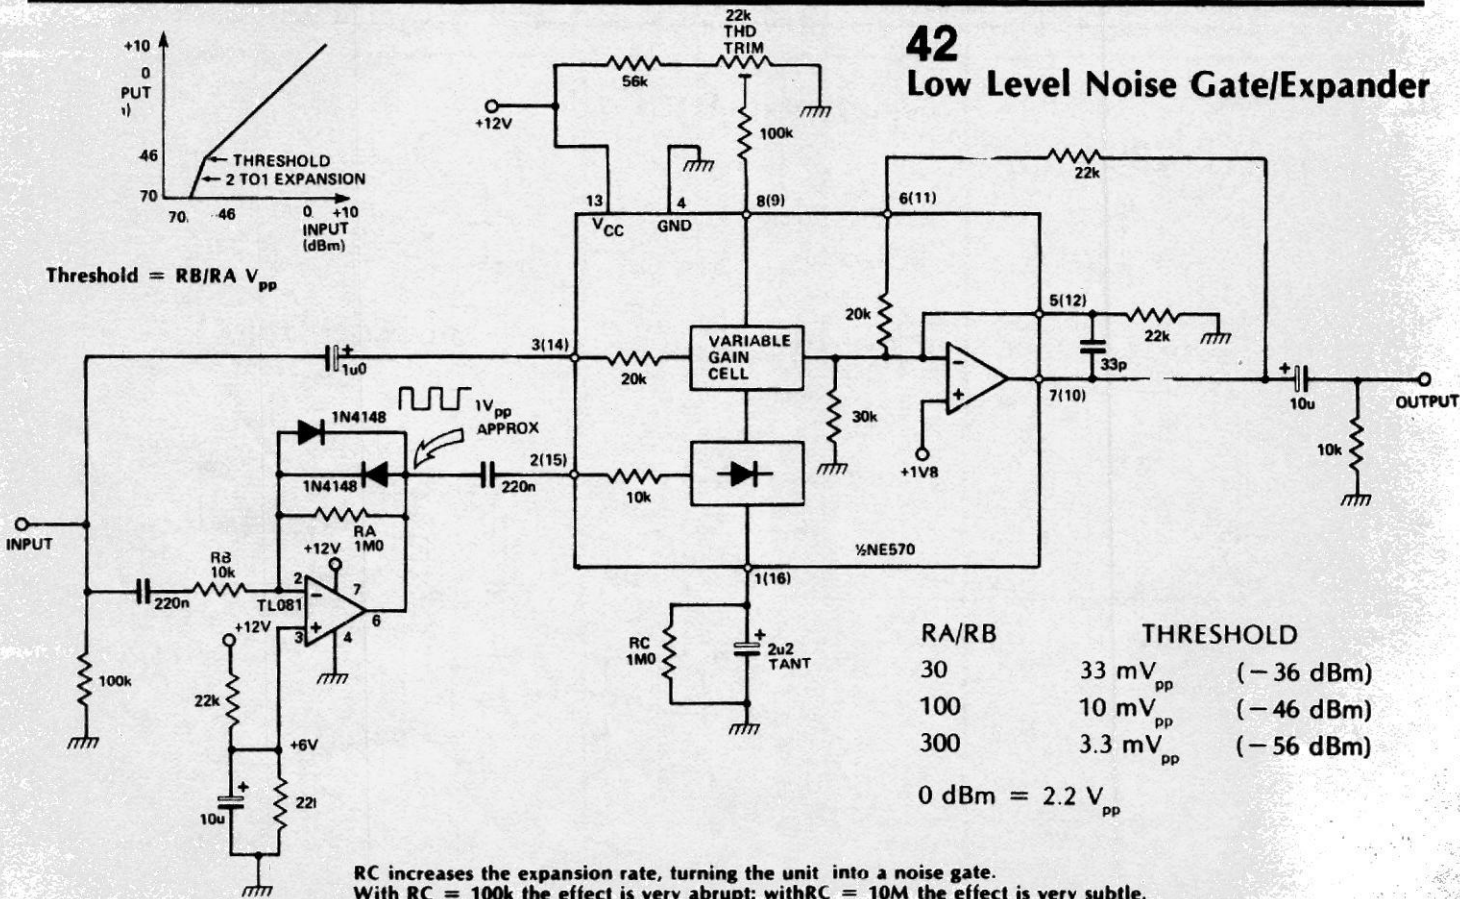 42
Low Level Noise Gate/Expander
+10
0
PUT
46
70
THRESHOLD
2 TO1 EXPANSION
70
-46
0
+10
INPUT
(dBm)
Threshold = RB/RA Vpp
22k
THD
TRIM
56k
+12V
100k
22k
13
VCC
4
GND
8(9)
6(11)
20k
5(12)
22k
33p
7(10)
3(14)
1u0
20k
VARIABLE
GAIN
CELL
30k
+1V8
+
10u
OUTPUT
10k
1N4148
1Vpp
APPROX
1N4148
220n
2(15)
10k
RA
1M0
INPUT
RB
10k
220n
+12V
2
7
TL081
6
3
4
+12V
½NE570
1(16)
RC
1M0
2u2
TANT
100k
22k
+6V
10u
22
RA/RB THRESHOLD
30 33 mVpp (−36 dBm)
100 10 mVpp (−46 dBm)
300 3.3 mVpp (−56 dBm)
0 dBm = 2.2 Vpp
RC increases the expansion rate, turning the unit into a noise gate.
With RC = 100k the effect is very abrupt; withRC = 10M the effect is very subtle.